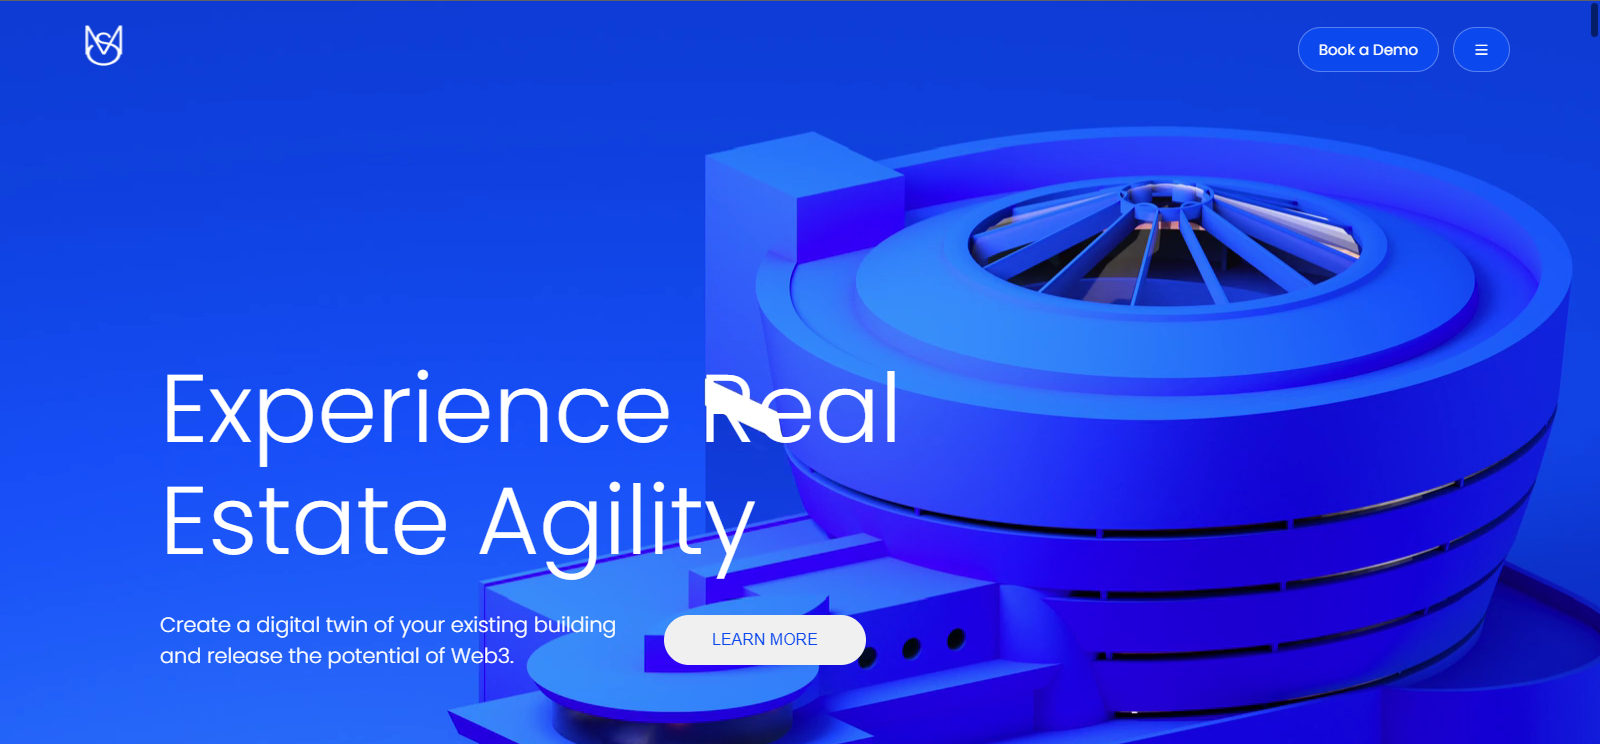 Book a Demo
Experience Real
Estate Agility
Create a digital twin of your existing building
and release the potential of Web3.
LEARN MORE